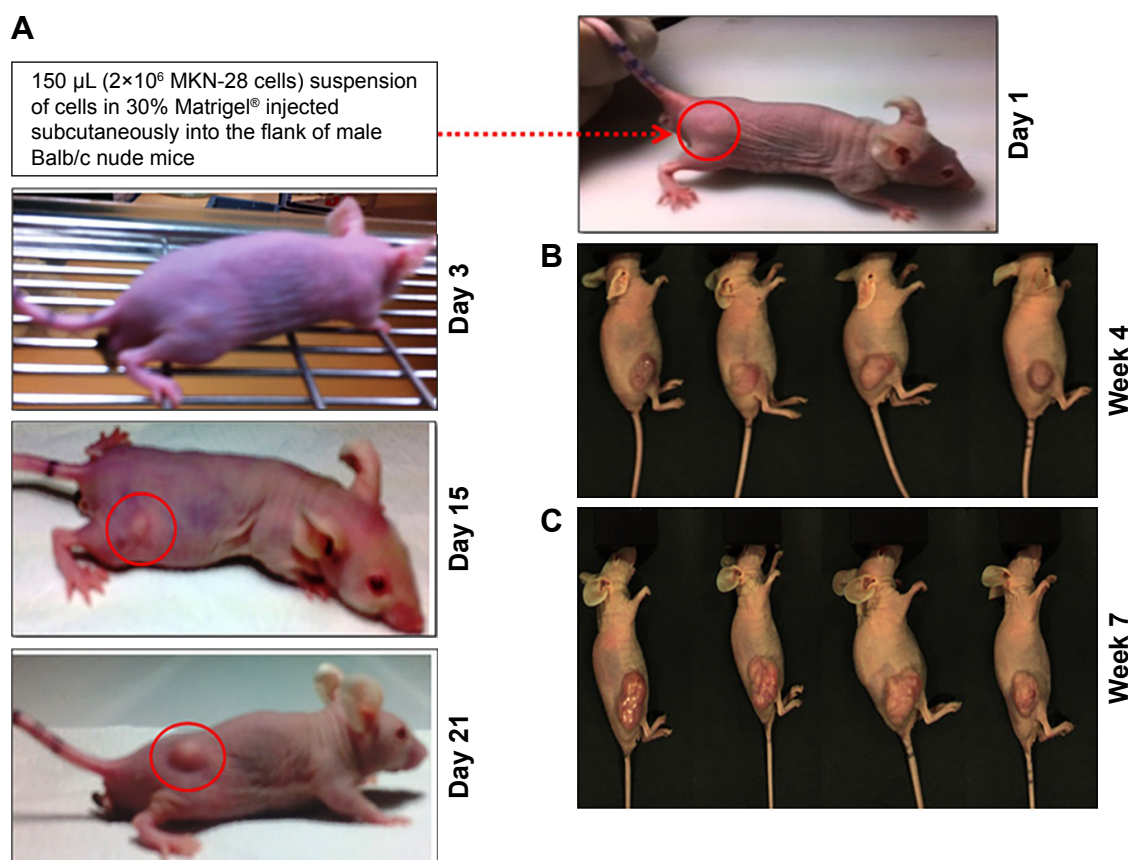 A
150 µL (2×10⁶ MKN-28 cells) suspension
of cells in 30% Matrigel® injected
subcutaneously into the flank of male
Balb/c nude mice
Day 1
Day 3
Day 15
Day 21
B
Week 4
C
Week 7